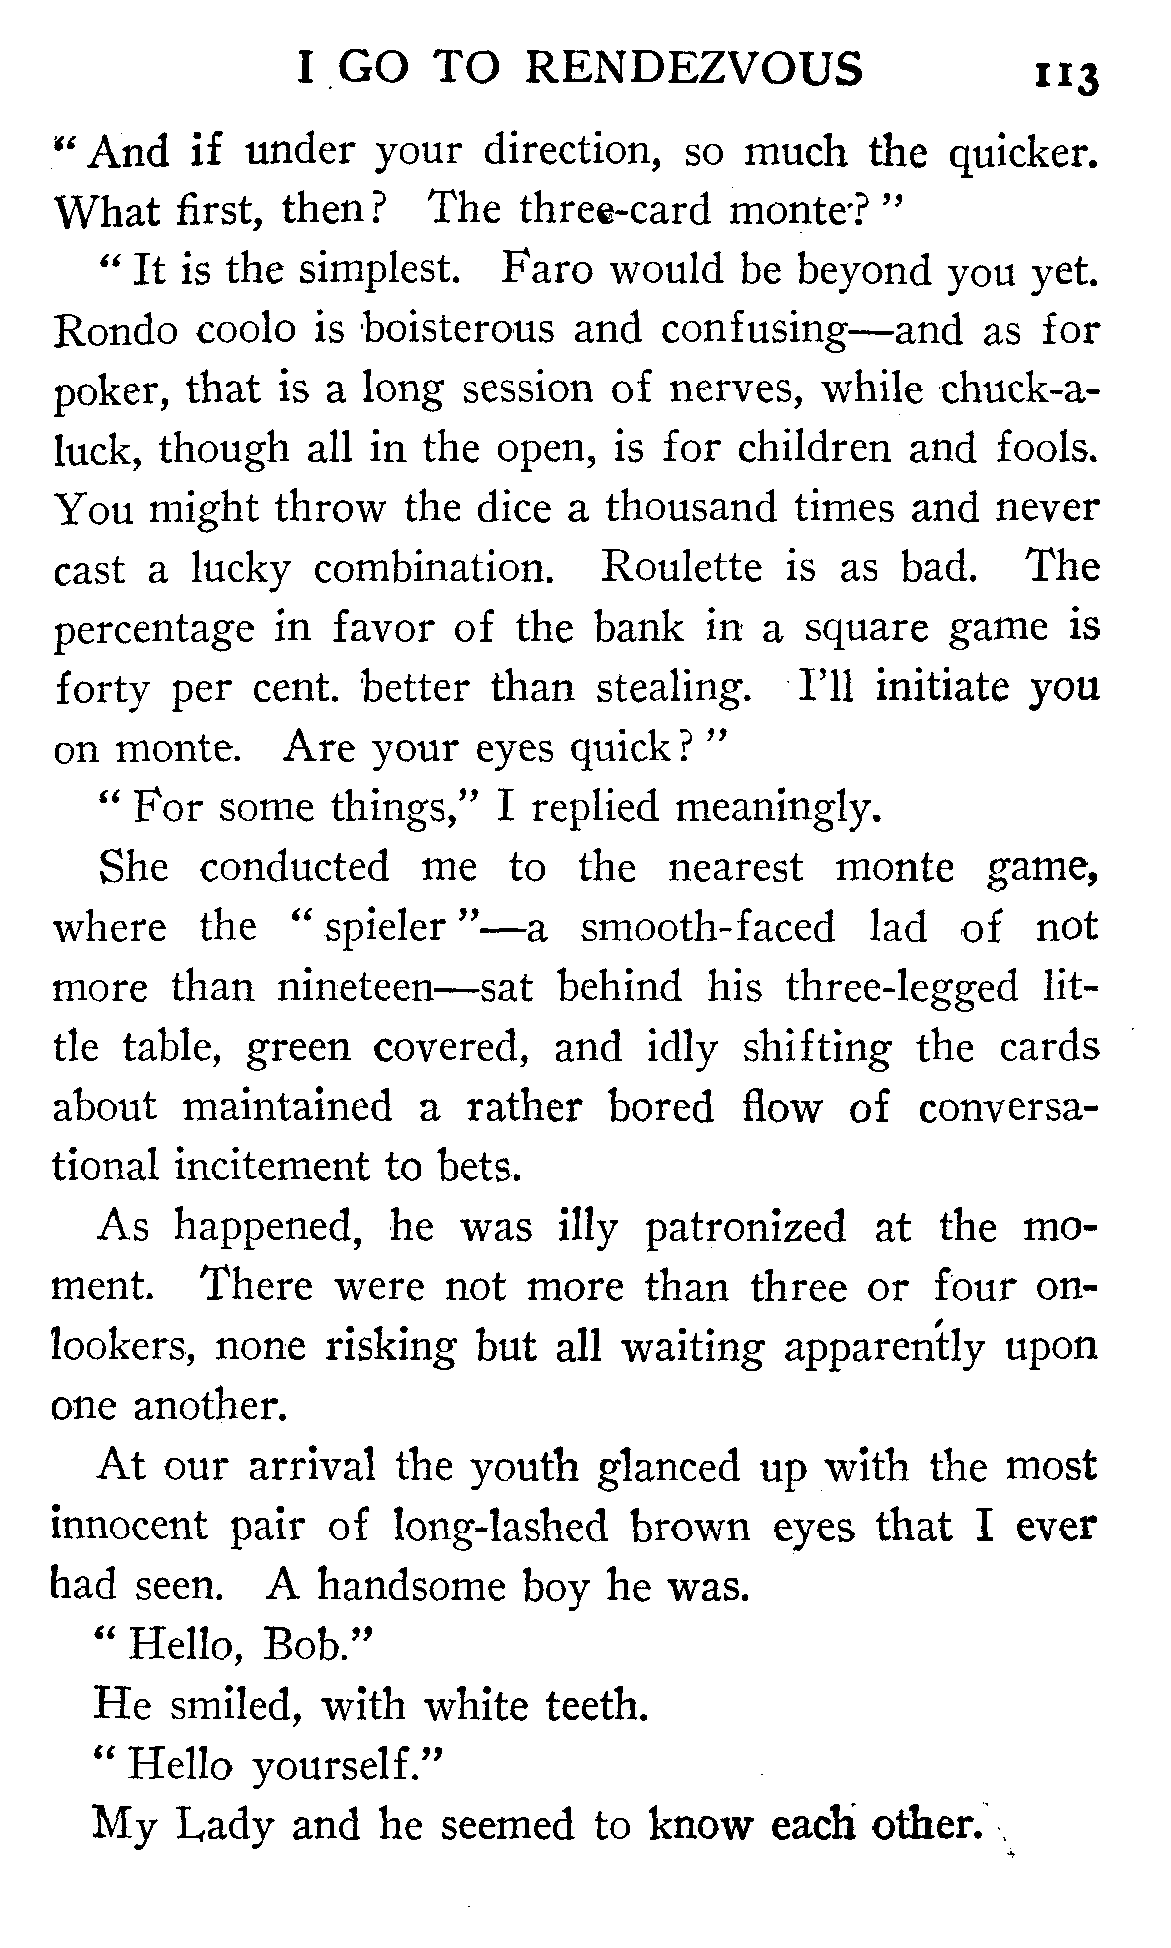 I GO TO RENDEZVOUS 113
“ And if under your direction, so much the quicker.
What first, then? The three-card monte? ”
“ It is the simplest. Faro would be beyond you yet.
Rondo coolo is boisterous and confusing—and as for
poker, that is a long session of nerves, while chuck-a-
luck, though all in the open, is for children and fools.
You might throw the dice a thousand times and never
cast a lucky combination. Roulette is as bad. The
percentage in favor of the bank in a square game is
forty per cent. better than stealing. I’ll initiate you
on monte. Are your eyes quick? ”
“ For some things,” I replied meaningly.
She conducted me to the nearest monte game,
where the “ spieler ”—a smooth-faced lad of not
more than nineteen—sat behind his three-legged lit-
tle table, green covered, and idly shifting the cards
about maintained a rather bored flow of conversa-
tional incitement to bets.
As happened, he was illy patronized at the mo-
ment. There were not more than three or four on-
lookers, none risking but all waiting apparently upon
one another.
At our arrival the youth glanced up with the most
innocent pair of long-lashed brown eyes that I ever
had seen. A handsome boy he was.
“ Hello, Bob.”
He smiled, with white teeth.
“ Hello yourself.”
My Lady and he seemed to know each other.